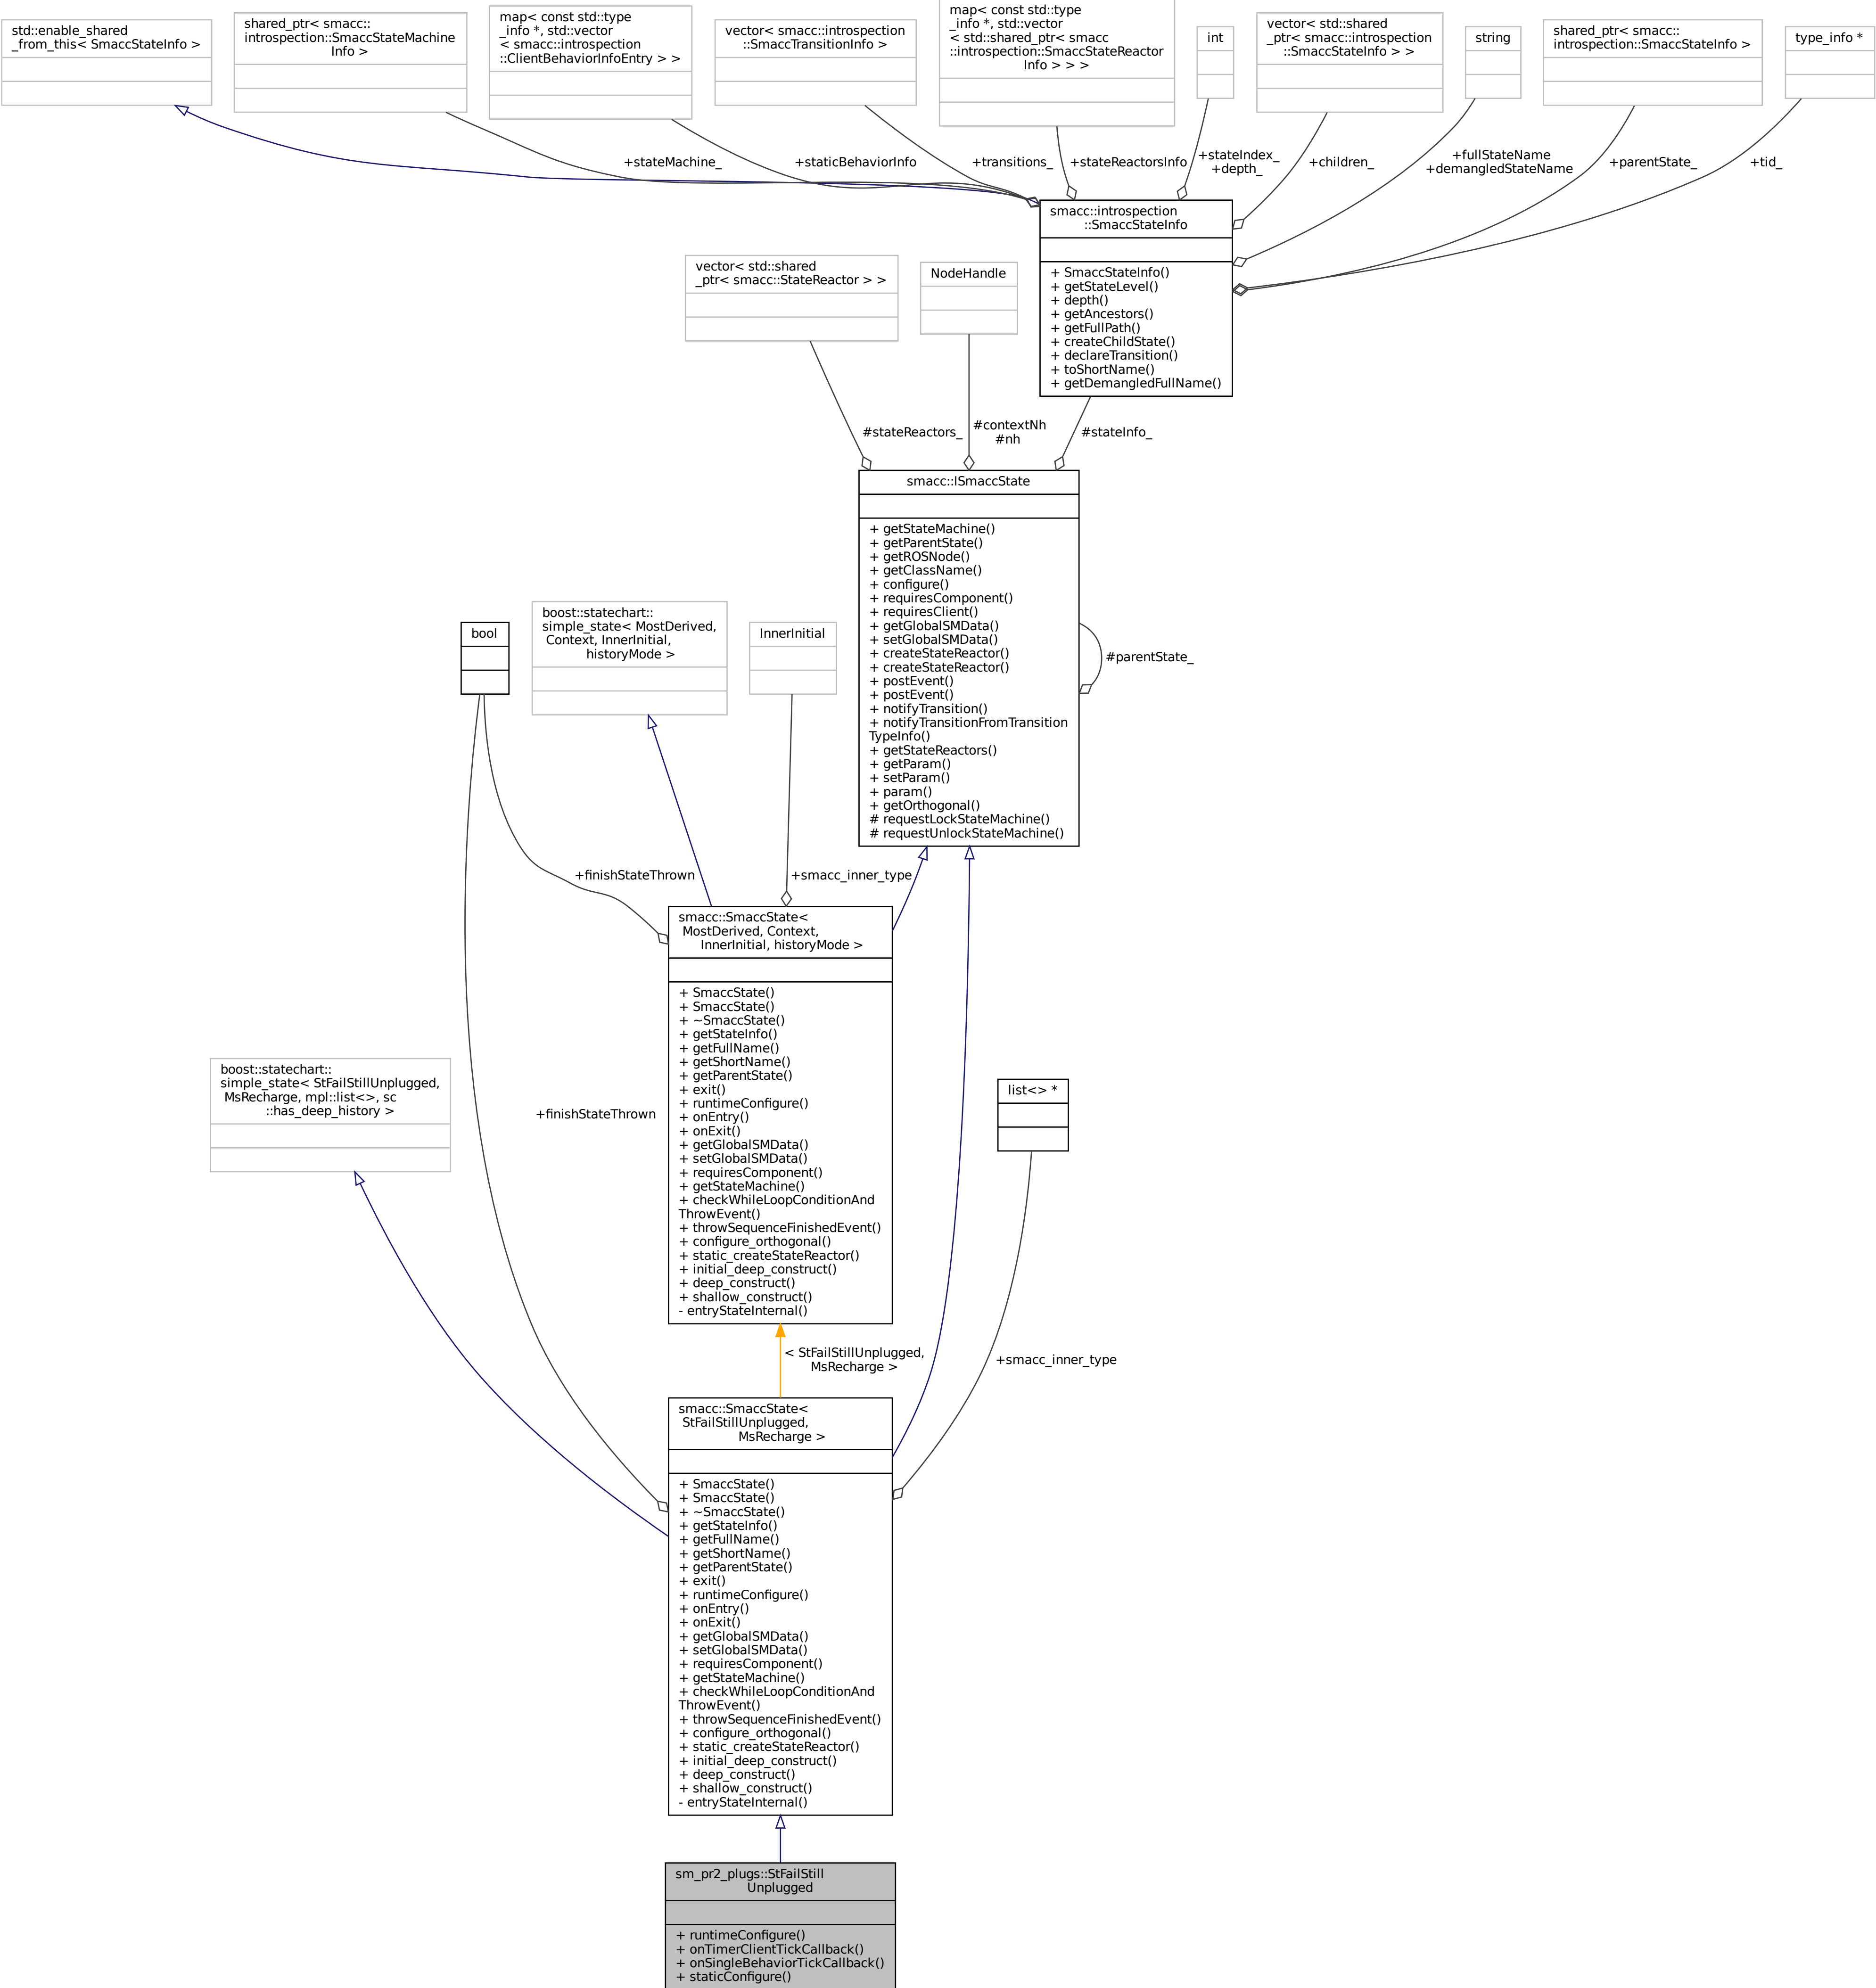 std::enable_shared
_from_this< SmaccStateInfo >
shared_ptr< smacc::
introspection::SmaccStateMachine
Info >
map< const std::type
_info *, std::vector
< smacc::introspection
::ClientBehaviorInfoEntry > >
vector< smacc::introspection
::SmaccTransitionInfo >
map< const std::type
_info *, std::vector
< std::shared_ptr< smacc
::introspection::SmaccStateReactor
Info > > >
int
vector< std::shared
_ptr< smacc::introspection
::SmaccStateInfo > >
string
shared_ptr< smacc::
introspection::SmaccStateInfo >
type_info *
+stateMachine_
+staticBehaviorInfo
+transitions_
+stateReactorsInfo
+stateIndex_
+depth_
+children_
+fullStateName
+demangledStateName
+parentState_
+tid_
smacc::introspection
::SmaccStateInfo
+ SmaccStateInfo()
+ getStateLevel()
+ depth()
+ getAncestors()
+ getFullPath()
+ createChildState()
+ declareTransition()
+ toShortName()
+ getDemangledFullName()
vector< std::shared
_ptr< smacc::StateReactor > >
NodeHandle
#stateReactors_
#contextNh
#nh
#stateInfo_
smacc::ISmaccState
+ getStateMachine()
+ getParentState()
+ getROSNode()
+ getClassName()
+ configure()
+ requiresComponent()
+ requiresClient()
+ getGlobalSMData()
+ setGlobalSMData()
+ createStateReactor()
+ createStateReactor()
+ postEvent()
+ postEvent()
+ notifyTransition()
+ notifyTransitionFromTransition
TypeInfo()
+ getStateReactors()
+ getParam()
+ setParam()
+ param()
+ getOrthogonal()
# requestLockStateMachine()
# requestUnlockStateMachine()
#parentState_
bool
boost::statechart::
simple_state< MostDerived,
Context, InnerInitial,
historyMode >
InnerInitial
+finishStateThrown
+smacc_inner_type
smacc::SmaccState<
MostDerived, Context,
InnerInitial, historyMode >
+ SmaccState()
+ SmaccState()
+ ~SmaccState()
+ getStateInfo()
+ getFullName()
+ getShortName()
+ getParentState()
+ exit()
+ runtimeConfigure()
+ onEntry()
+ onExit()
+ getGlobalSMData()
+ setGlobalSMData()
+ requiresComponent()
+ getStateMachine()
+ checkWhileLoopConditionAnd
ThrowEvent()
+ throwSequenceFinishedEvent()
+ configure_orthogonal()
+ static_createStateReactor()
+ initial_deep_construct()
+ deep_construct()
+ shallow_construct()
- entryStateInternal()
boost::statechart::
simple_state< StFailStillUnplugged,
MsRecharge, mpl::list<>, sc
::has_deep_history >
+finishStateThrown
list<> *
< StFailStillUnplugged,
MsRecharge >
+smacc_inner_type
smacc::SmaccState<
StFailStillUnplugged,
MsRecharge >
+ SmaccState()
+ SmaccState()
+ ~SmaccState()
+ getStateInfo()
+ getFullName()
+ getShortName()
+ getParentState()
+ exit()
+ runtimeConfigure()
+ onEntry()
+ onExit()
+ getGlobalSMData()
+ setGlobalSMData()
+ requiresComponent()
+ getStateMachine()
+ checkWhileLoopConditionAnd
ThrowEvent()
+ throwSequenceFinishedEvent()
+ configure_orthogonal()
+ static_createStateReactor()
+ initial_deep_construct()
+ deep_construct()
+ shallow_construct()
- entryStateInternal()
sm_pr2_plugs::StFailStill
Unplugged
+ runtimeConfigure()
+ onTimerClientTickCallback()
+ onSingleBehaviorTickCallback()
+ staticConfigure()